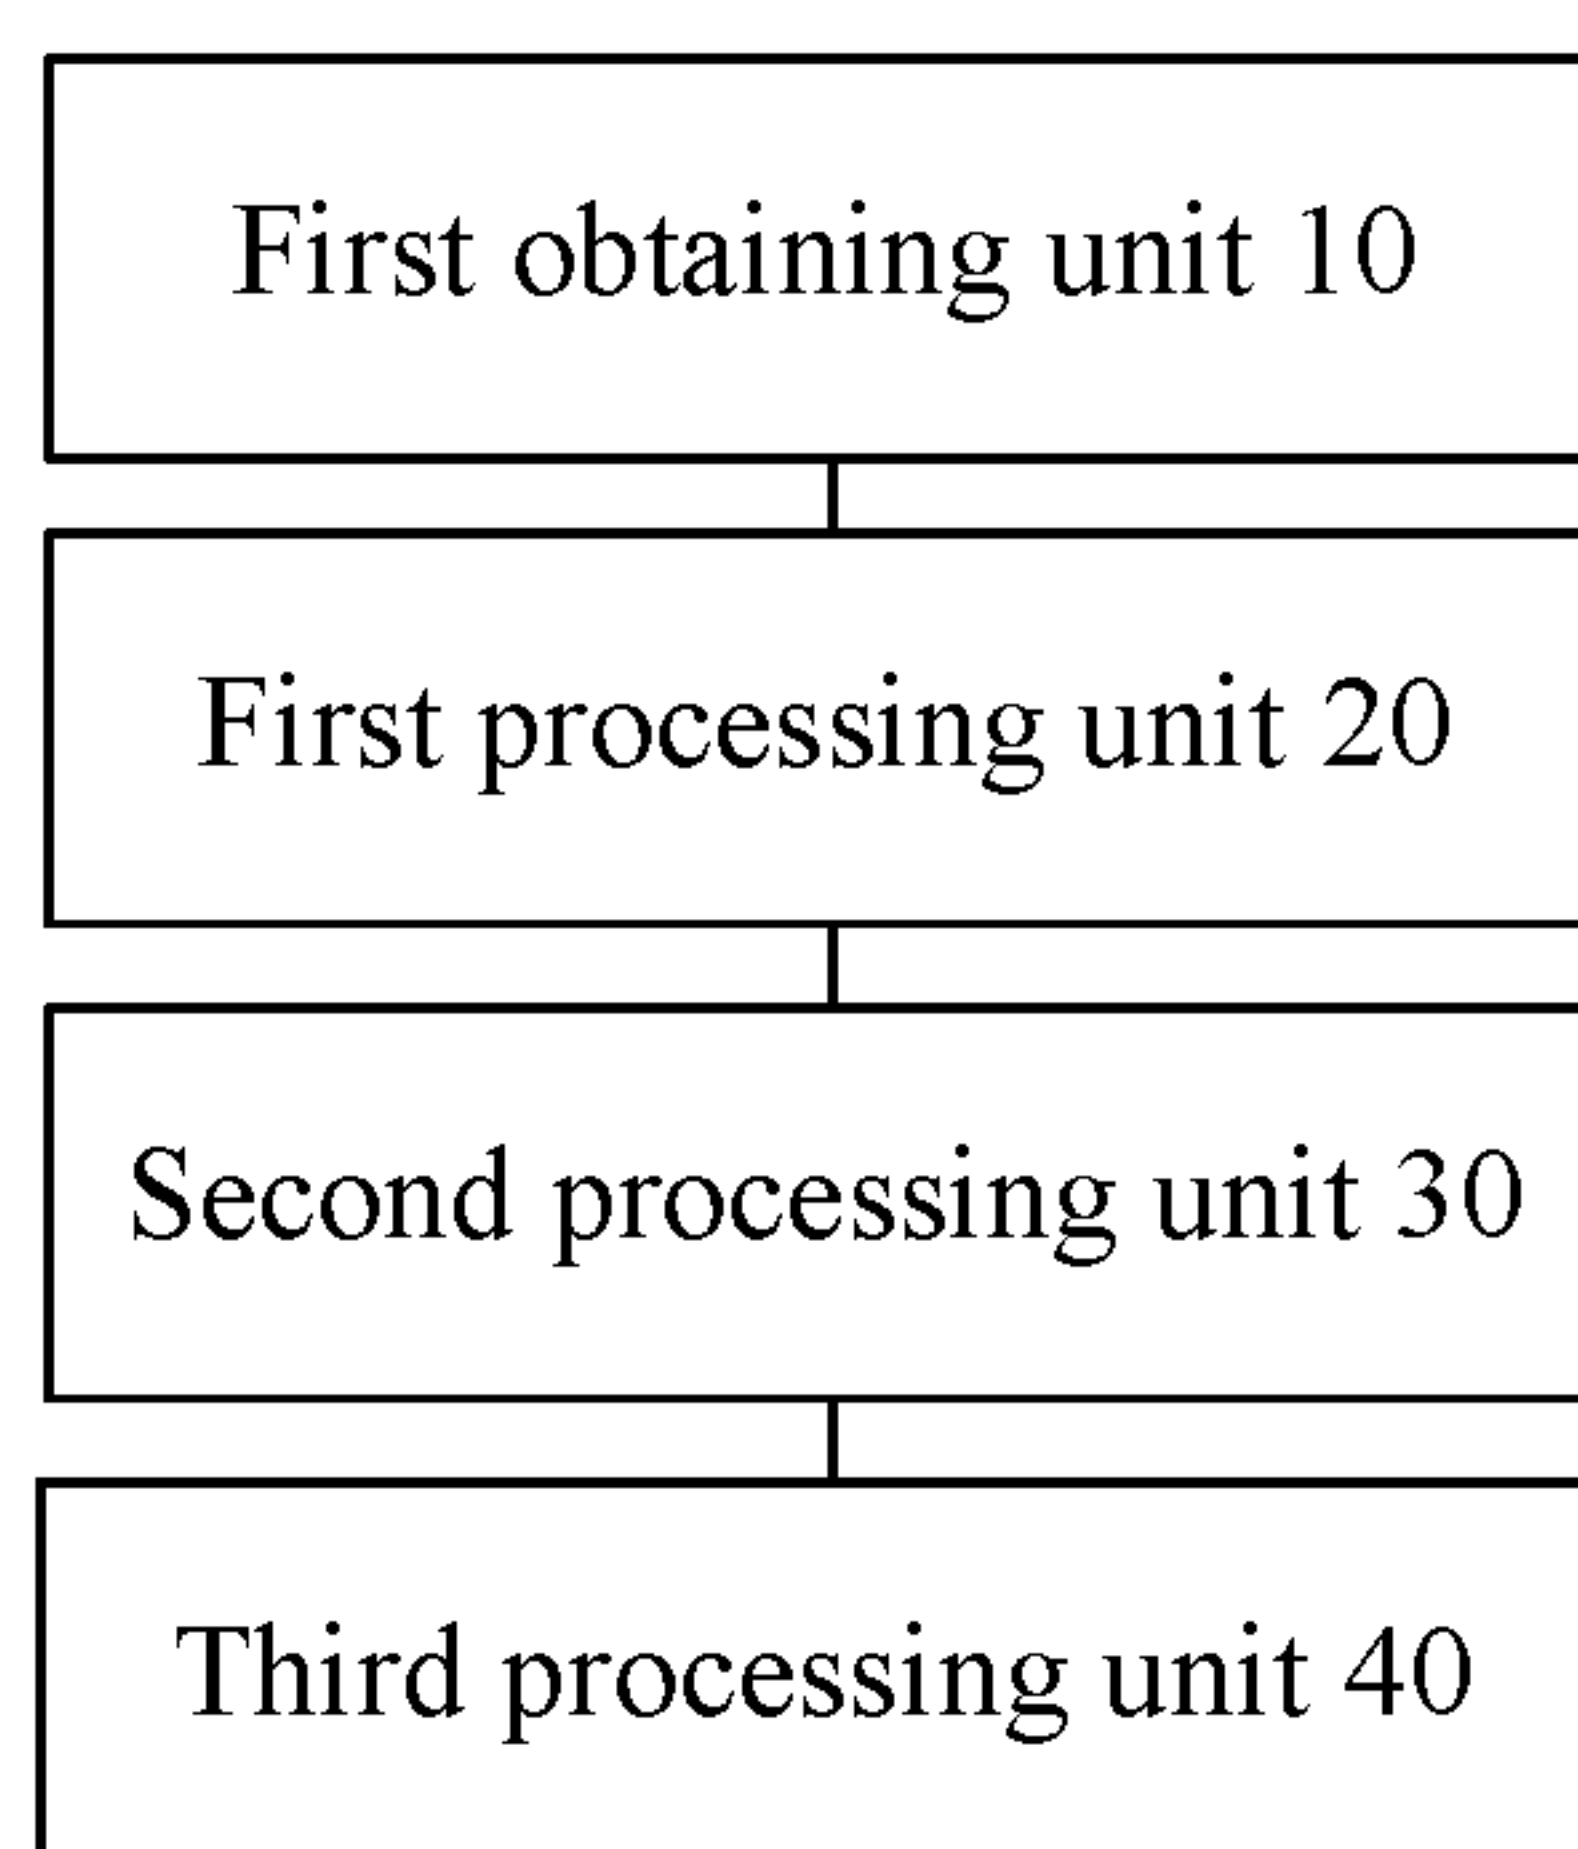 First obtaining unit 10
First processing unit 20
Second processing unit 30
Third processing unit 40